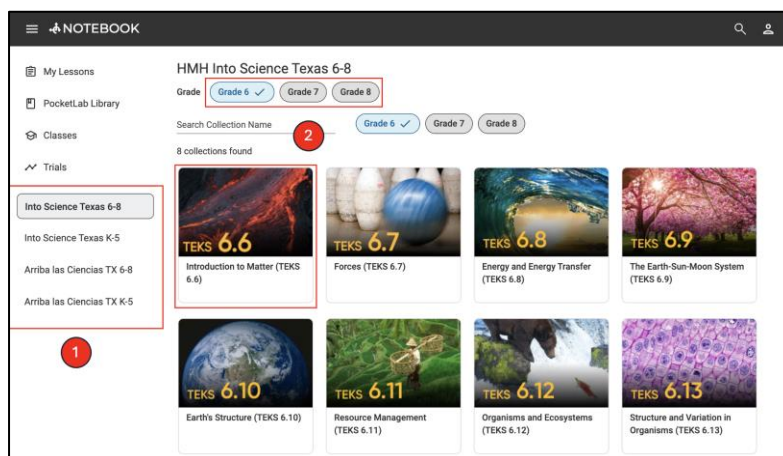 NOTEBOOK
My Lessons
PocketLab Library
Classes
Trials
Into Science Texas 6-8
Into Science Texas K-5
Arriba las Ciencias TX 6-8
Arriba las Ciencias TX K-5
1
HMH Into Science Texas 6-8
Grade Grade 6 Grade 7 Grade 8
Search Collection Name Grade 6 Grade 7 Grade 8
2
8 collections found
TEKS 6.6
Introduction to Matter (TEKS
6.6)
TEKS 6.7
Forces (TEKS 6.7)
TEKS 6.8
Energy and Energy Transfer
(TEKS 6.8)
TEKS 6.9
The Earth-Sun-Moon System
(TEKS 6.9)
TEKS 6.10
Earth's Structure (TEKS 6.10)
TEKS 6.11
Resource Management
(TEKS 6.11)
TEKS 6.12
Organisms and Ecosystems
(TEKS 6.12)
TEKS 6.13
Structure and Variation in
Organisms (TEKS 6.13)